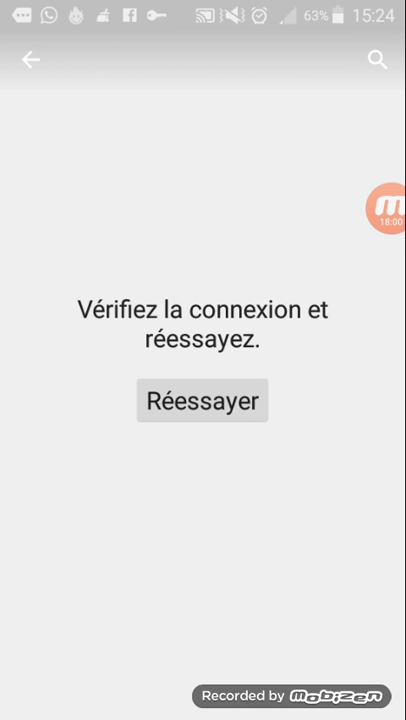 63% 15:24
18:00
Vérifiez la connexion et
réessayez.
Réessayer
Recorded by mobizen